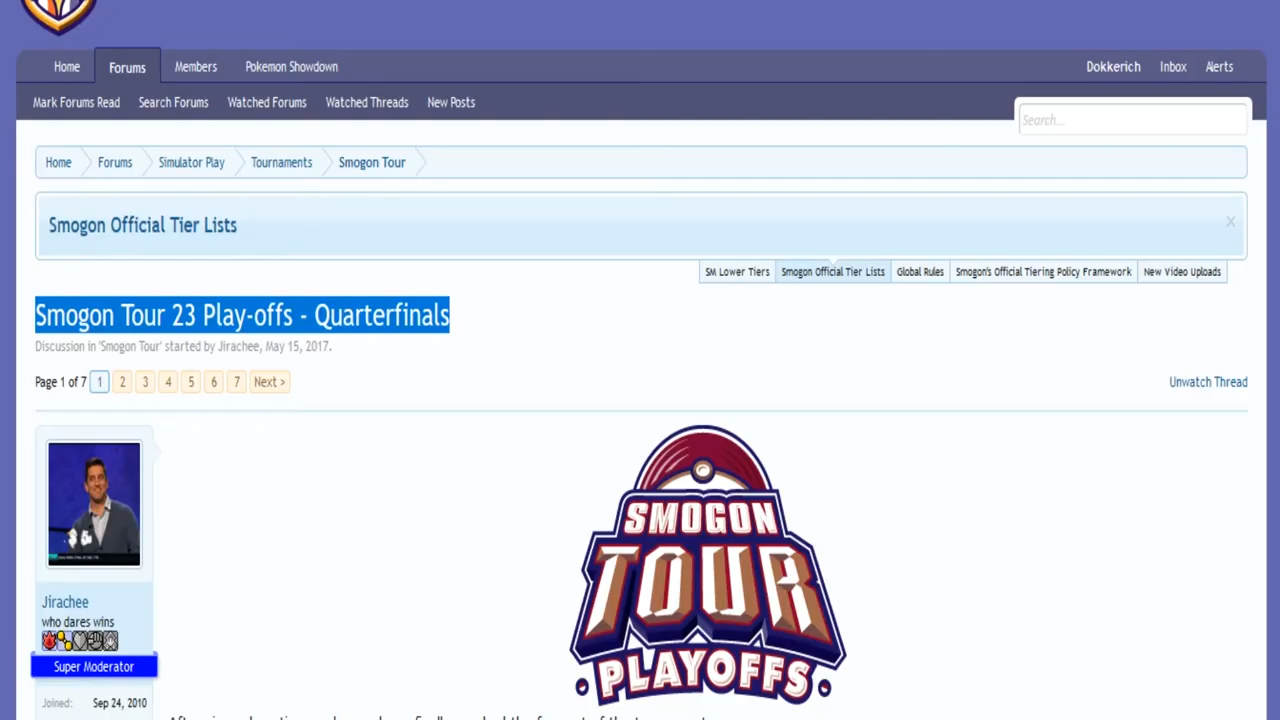 Home Forums Members Pokemon Showdown Dokkerich Inbox Alerts
Mark Forums Read Search Forums Watched Forums Watched Threads New Posts
Search...
Home Forums Simulator Play Tournaments Smogon Tour
Smogon Official Tier Lists X
SM Lower Tiers Smogon Official Tier Lists Global Rules Smogon's Official Tiering Policy Framework New Video Uploads
Smogon Tour 23 Play-offs - Quarterfinals
Discussion in 'Smogon Tour' started by Jirachee, May 15, 2017.
Page 1 of 7 1 2 3 4 5 6 7 Next > Unwatch Thread
SMOGON
TOUR
PLAYOFFS
Jirachee
who dares wins
Super Moderator
Joined: Sep 24, 2010